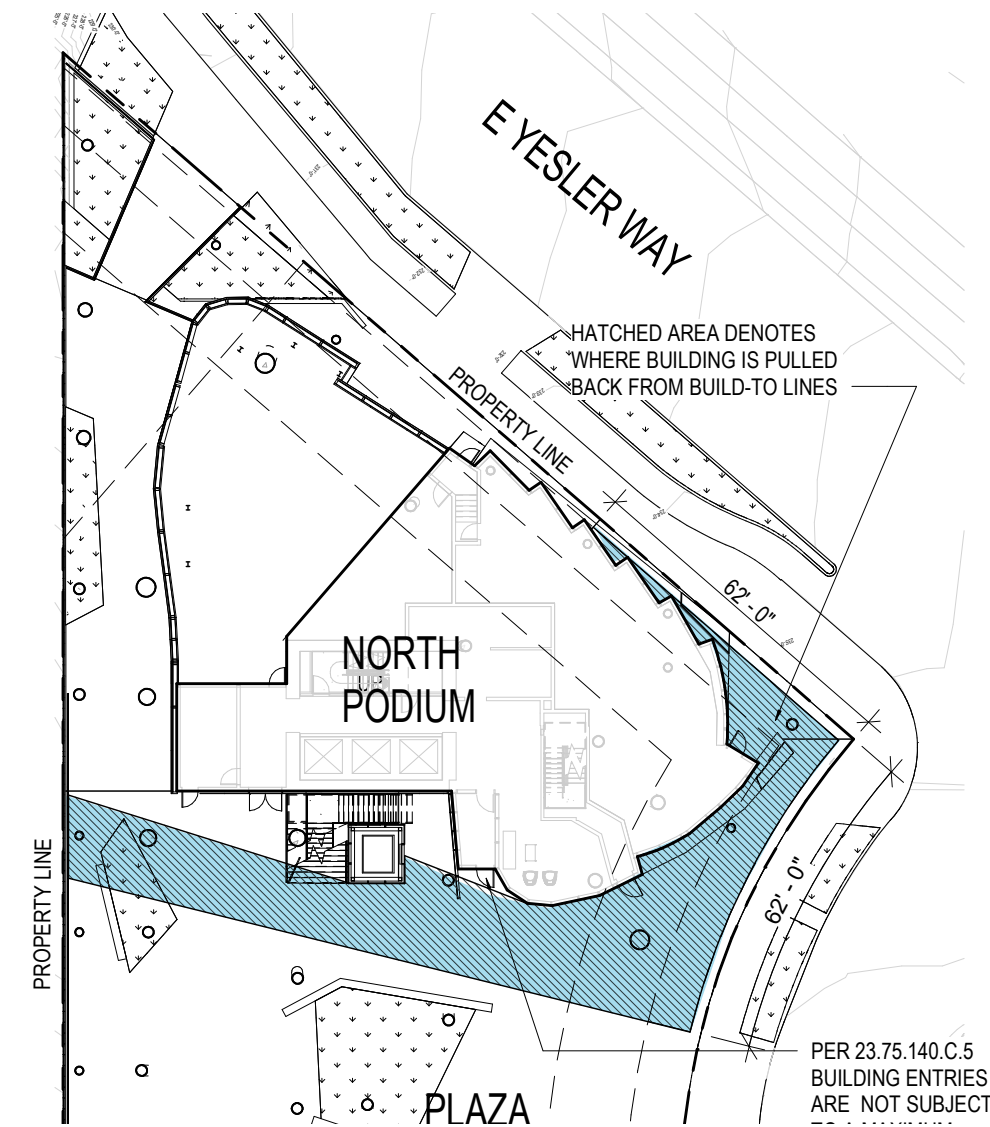 E YESLER WAY
HATCHED AREA DENOTES
WHERE BUILDING IS PULLED
BACK FROM BUILD-TO LINES
PROPERTY LINE
62' - 0"
NORTH
PODIUM
PROPERTY LINE
62' - 0"
PER 23.75.140.C.5
BUILDING ENTRIES
ARE NOT SUBJECT
PLAZA